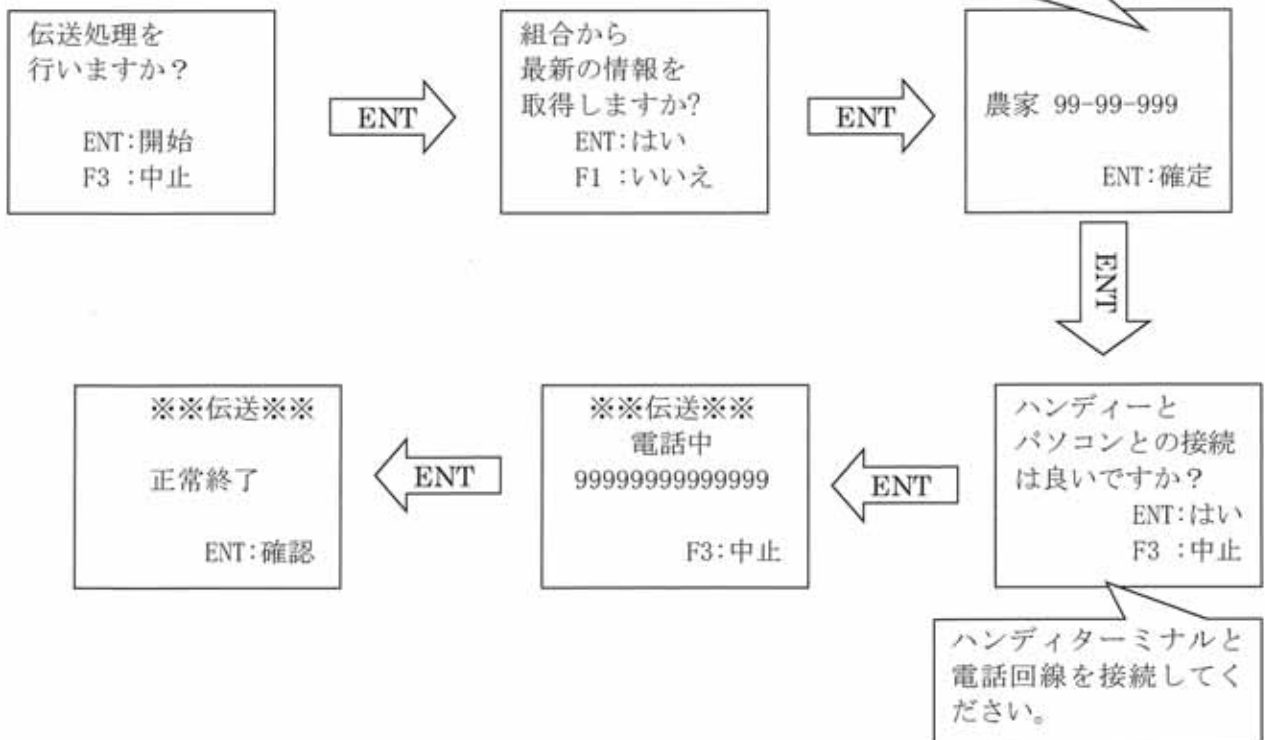 伝送処理を
行いますか？
ENT:開始
F3 :中止
ENT
組合から
最新の情報を
取得しますか?
ENT:はい
F1 :いいえ
ENT
農家 99-99-999
ENT:確定
ENT
ハンディーと
パソコンとの接続
は良いですか？
ENT:はい
F3 :中止
ハンディターミナルと
電話回線を接続してく
ださい。
ENT
※※伝送※※
電話中
99999999999999
F3:中止
ENT
※※伝送※※
正常終了
ENT:確認